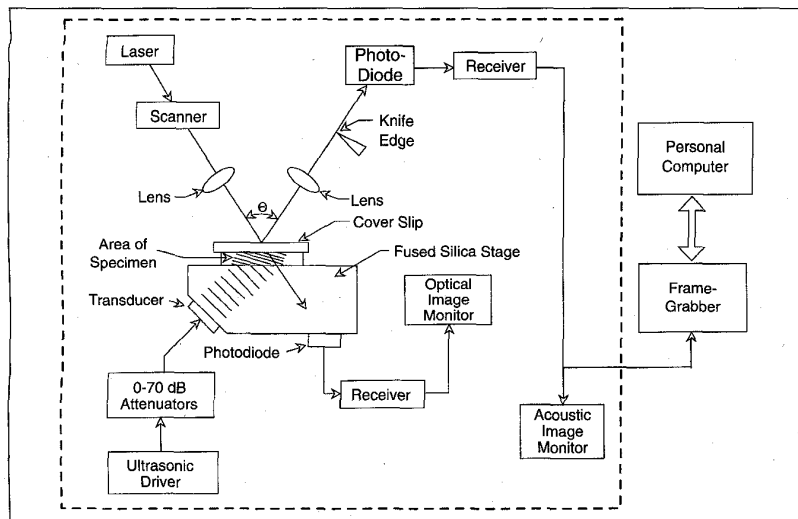 Laser
Photo-
Diode
Receiver
Scanner
Knife
Edge
Personal
Computer
Lens
Lens
Θ
Cover Slip
Area of
Specimen
Fused Silica Stage
Optical
Image
Monitor
Transducer
Frame-
Grabber
Photodiode
0-70 dB
Attenuators
Receiver
Acoustic
Image
Monitor
Ultrasonic
Driver